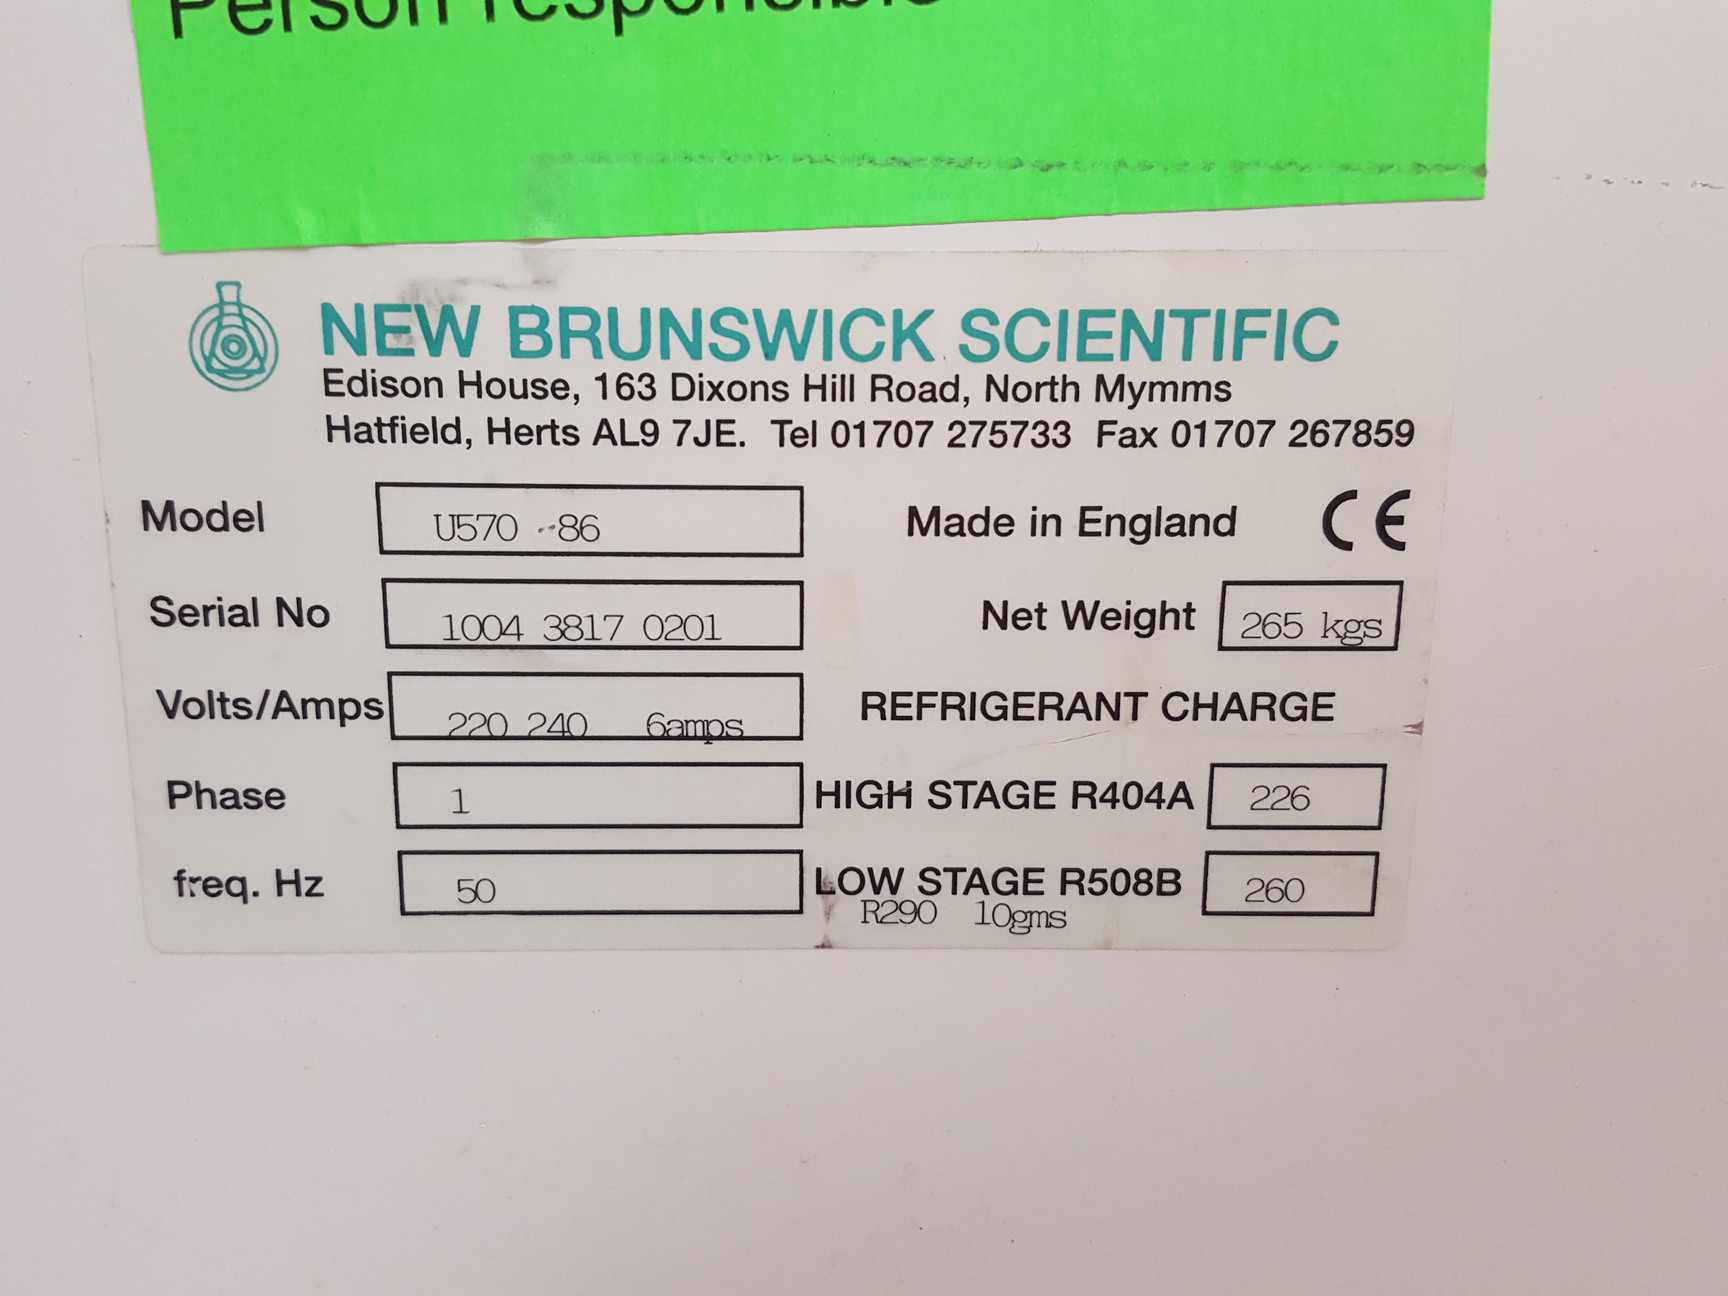 Person responsible
NEW BRUNSWICK SCIENTIFIC
Edison House, 163 Dixons Hill Road, North Mymms
Hatfield, Herts AL9 7JE. Tel 01707 275733 Fax 01707 267859
Model U570 -86
Made in England CE
Serial No 1004 3817 0201
Net Weight 265 kgs
Volts/Amps 220 240 6amps
REFRIGERANT CHARGE
Phase 1
HIGH STAGE R404A 226
freq. Hz 50
LOW STAGE R508B 260
R290 10gms